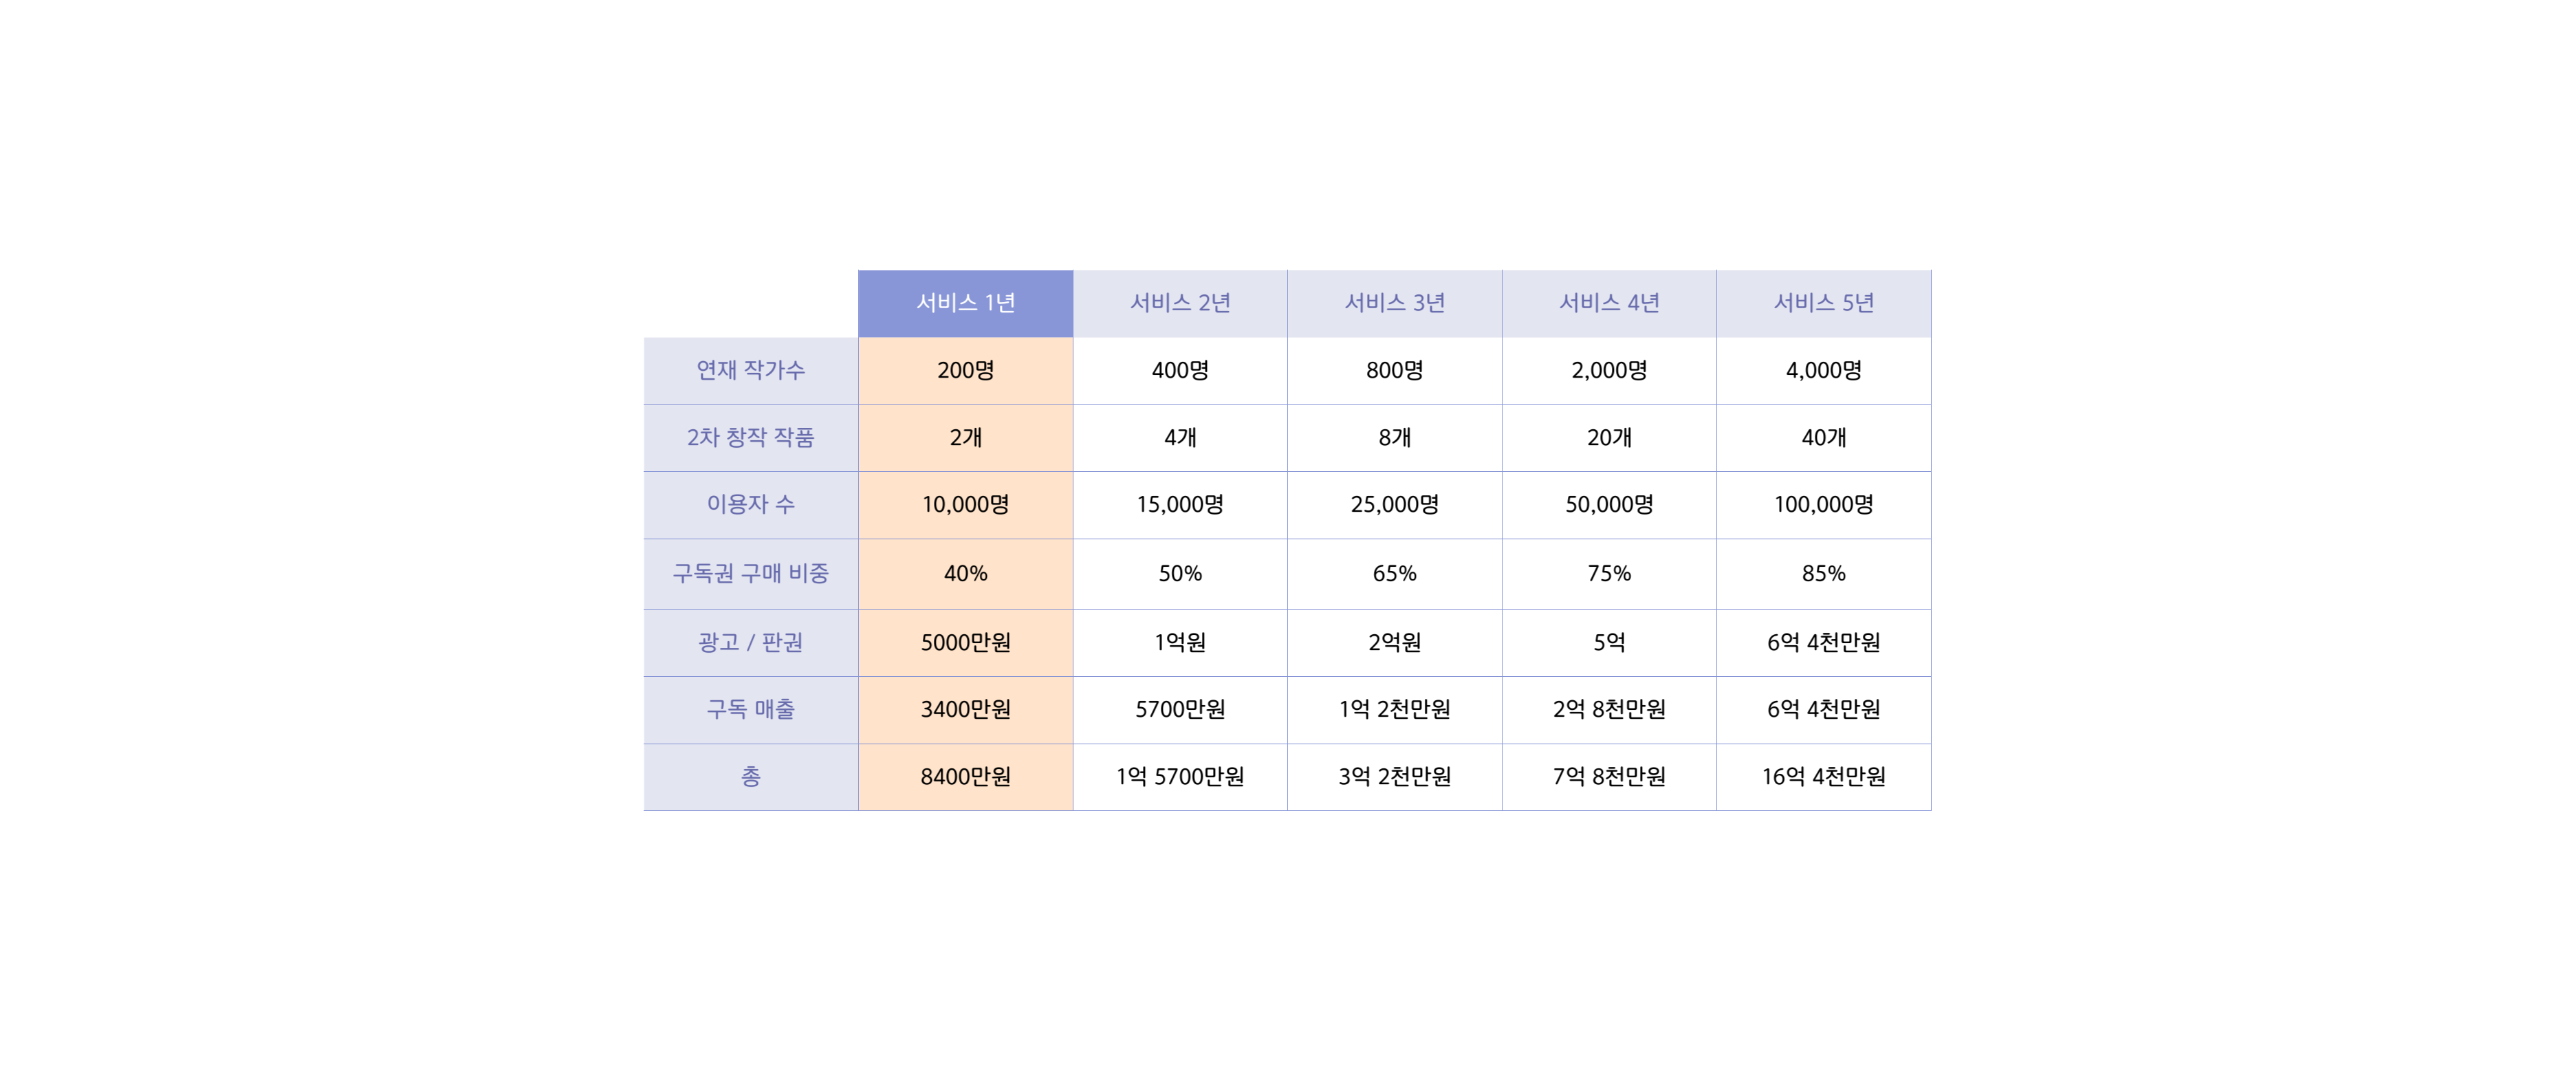 서비스 1년 서비스 2년 서비스 3년 서비스 4년 서비스 5년
연재 작가수 200명 400명 800명 2,000명 4,000명
2차 창작 작품 2개 4개 8개 20개 40개
이용자 수 10,000명 15,000명 25,000명 50,000명 100,000명
구독권 구매 비중 40% 50% 65% 75% 85%
광고 / 판권 5000만원 1억원 2억원 5억 6억 4천만원
구독 매출 3400만원 5700만원 1억 2천만원 2억 8천만원 6억 4천만원
총 8400만원 1억 5700만원 3억 2천만원 7억 8천만원 16억 4천만원